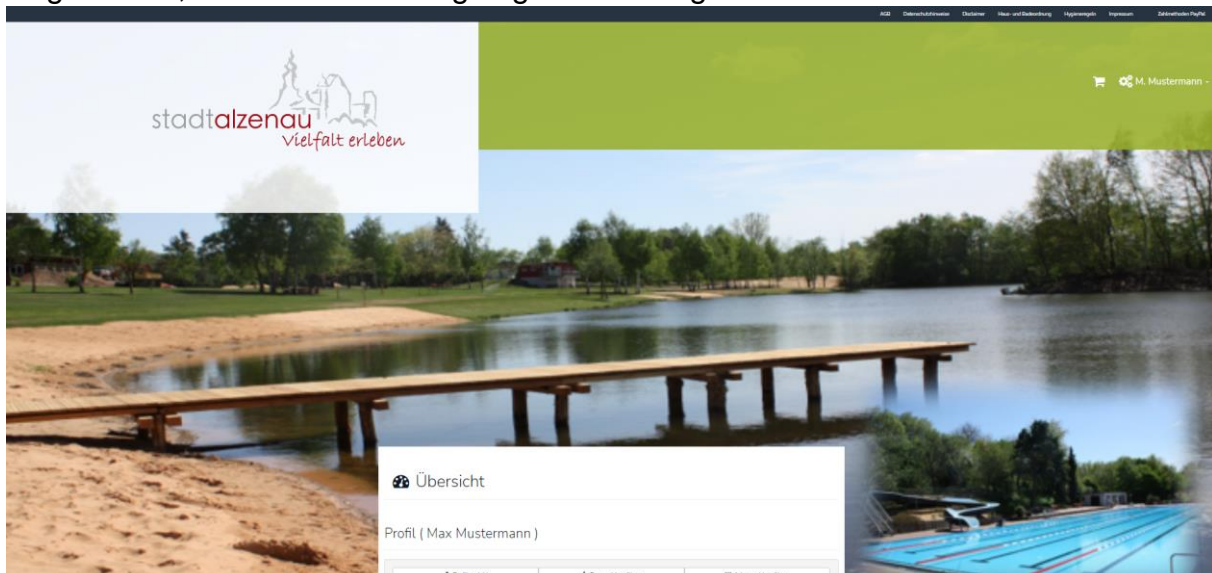 AGB Datenschutzhinweise Disclaimer Haus- und Badeordnung Hygieneregeln Impressum Zahlmethoden PayPal
M. Mustermann
stadtalzenau
Vielfalt erleben
Übersicht
Profil ( Max Mustermann )